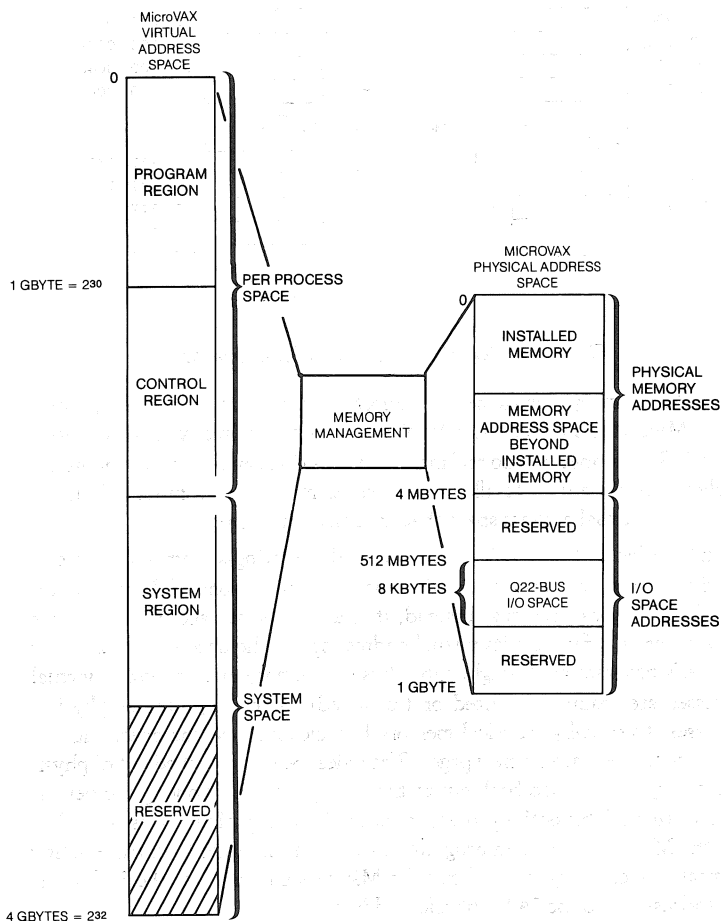 MicroVAX
VIRTUAL
ADDRESS
SPACE
0
PROGRAM
REGION
1 GBYTE = 2³⁰
PER PROCESS
SPACE
CONTROL
REGION
SYSTEM
REGION
SYSTEM
SPACE
RESERVED
4 GBYTES = 2³²
MEMORY
MANAGEMENT
MICROVAX
PHYSICAL ADDRESS
SPACE
0
INSTALLED
MEMORY
PHYSICAL
MEMORY
ADDRESSES
MEMORY
ADDRESS SPACE
BEYOND
INSTALLED
MEMORY
4 MBYTES
RESERVED
512 MBYTES
8 KBYTES
Q22-BUS
I/O SPACE
I/O
SPACE
ADDRESSES
RESERVED
1 GBYTE